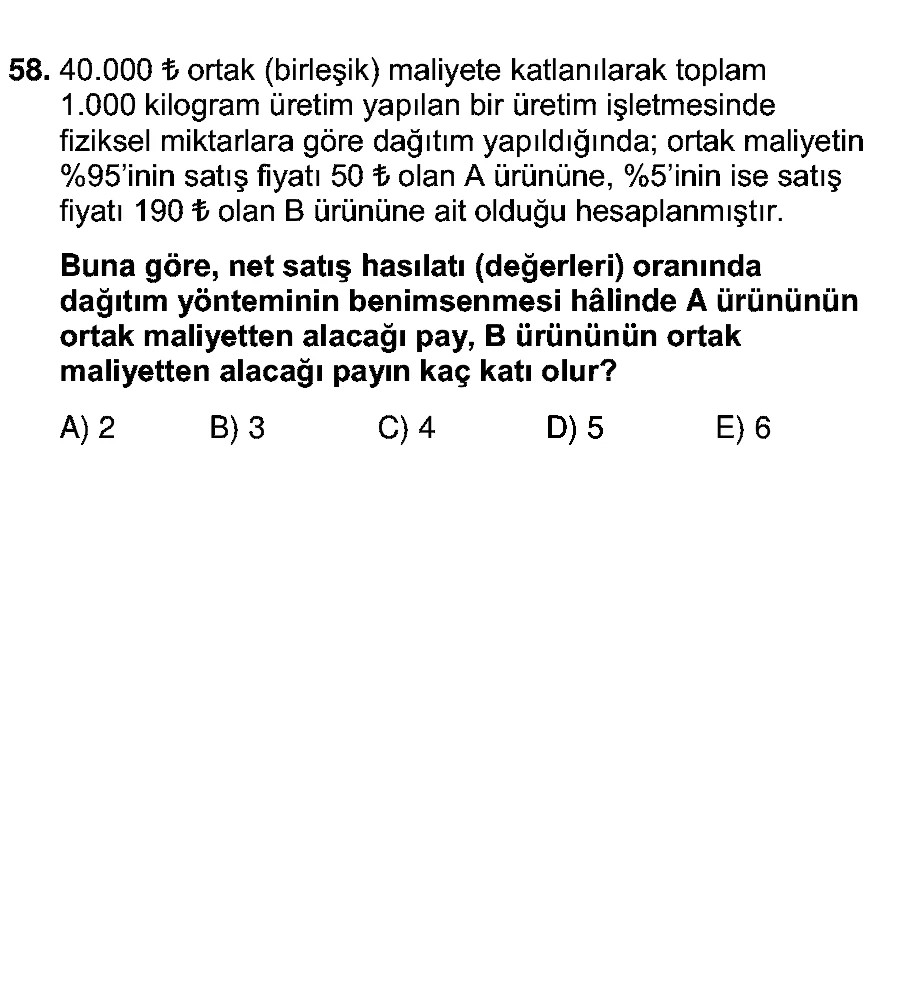 58. 40.000 ₺ ortak (birleşik) maliyete katlanılarak toplam
1.000 kilogram üretim yapılan bir üretim işletmesinde
fiziksel miktarlara göre dağıtım yapıldığında; ortak maliyetin
%95’inin satış fiyatı 50 ₺ olan A ürününe, %5’inin ise satış
fiyatı 190 ₺ olan B ürününe ait olduğu hesaplanmıştır.
Buna göre, net satış hasılatı (değerleri) oranında
dağıtım yönteminin benimsenmesi hâlinde A ürününün
ortak maliyetten alacağı pay, B ürününün ortak
maliyetten alacağı payın kaç katı olur?
A) 2 B) 3 C) 4 D) 5 E) 6